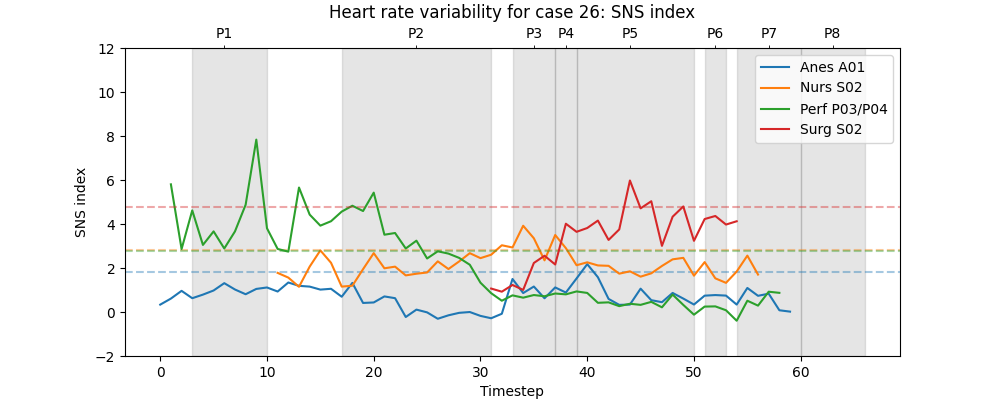 Heart rate variability for case 26: SNS index
P1 P2 P3 P4 P5 P6 P7 P8
12
10
8
6
4
2
0
−2
SNS index
Anes A01
Nurs S02
Perf P03/P04
Surg S02
0 10 20 30 40 50 60
Timestep